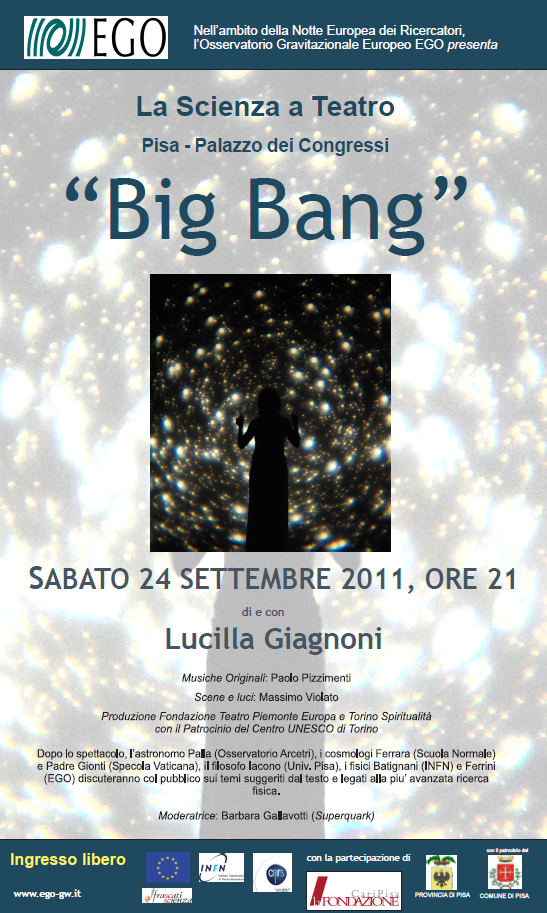 EGO
Nell'ambito della Notte Europea dei Ricercatori,
l'Osservatorio Gravitazionale Europeo EGO presenta
La Scienza a Teatro
Pisa - Palazzo dei Congressi
“Big Bang”
SABATO 24 SETTEMBRE 2011, ORE 21
di e con
Lucilla Giagnoni
Musiche Originali: Paolo Pizzimenti
Scene e luci: Massimo Violato
Produzione Fondazione Teatro Piemonte Europa e Torino Spiritualità
con il Patrocinio del Centro UNESCO di Torino
Dopo lo spettacolo, l'astronomo Palla (Osservatorio Arcetri), i cosmologi Ferrara (Scuola Normale)
e Padre Gionti (Specola Vaticana), il filosofo Iacono (Univ. Pisa), i fisici Batignani (INFN) e Ferrini
(EGO) discuteranno col pubblico sui temi suggeriti dal testo e legati alla piu' avanzata ricerca
fisica.
Moderatrice: Barbara Gallavotti (Superquark)
Ingresso libero
www.ego-gw.it
INFN
cnrs
frascati
scienza
con la partecipazione di
CariPisa
la FONDAZIONE
PROVINCIA DI PISA
con il patrocinio del
COMUNE DI PISA